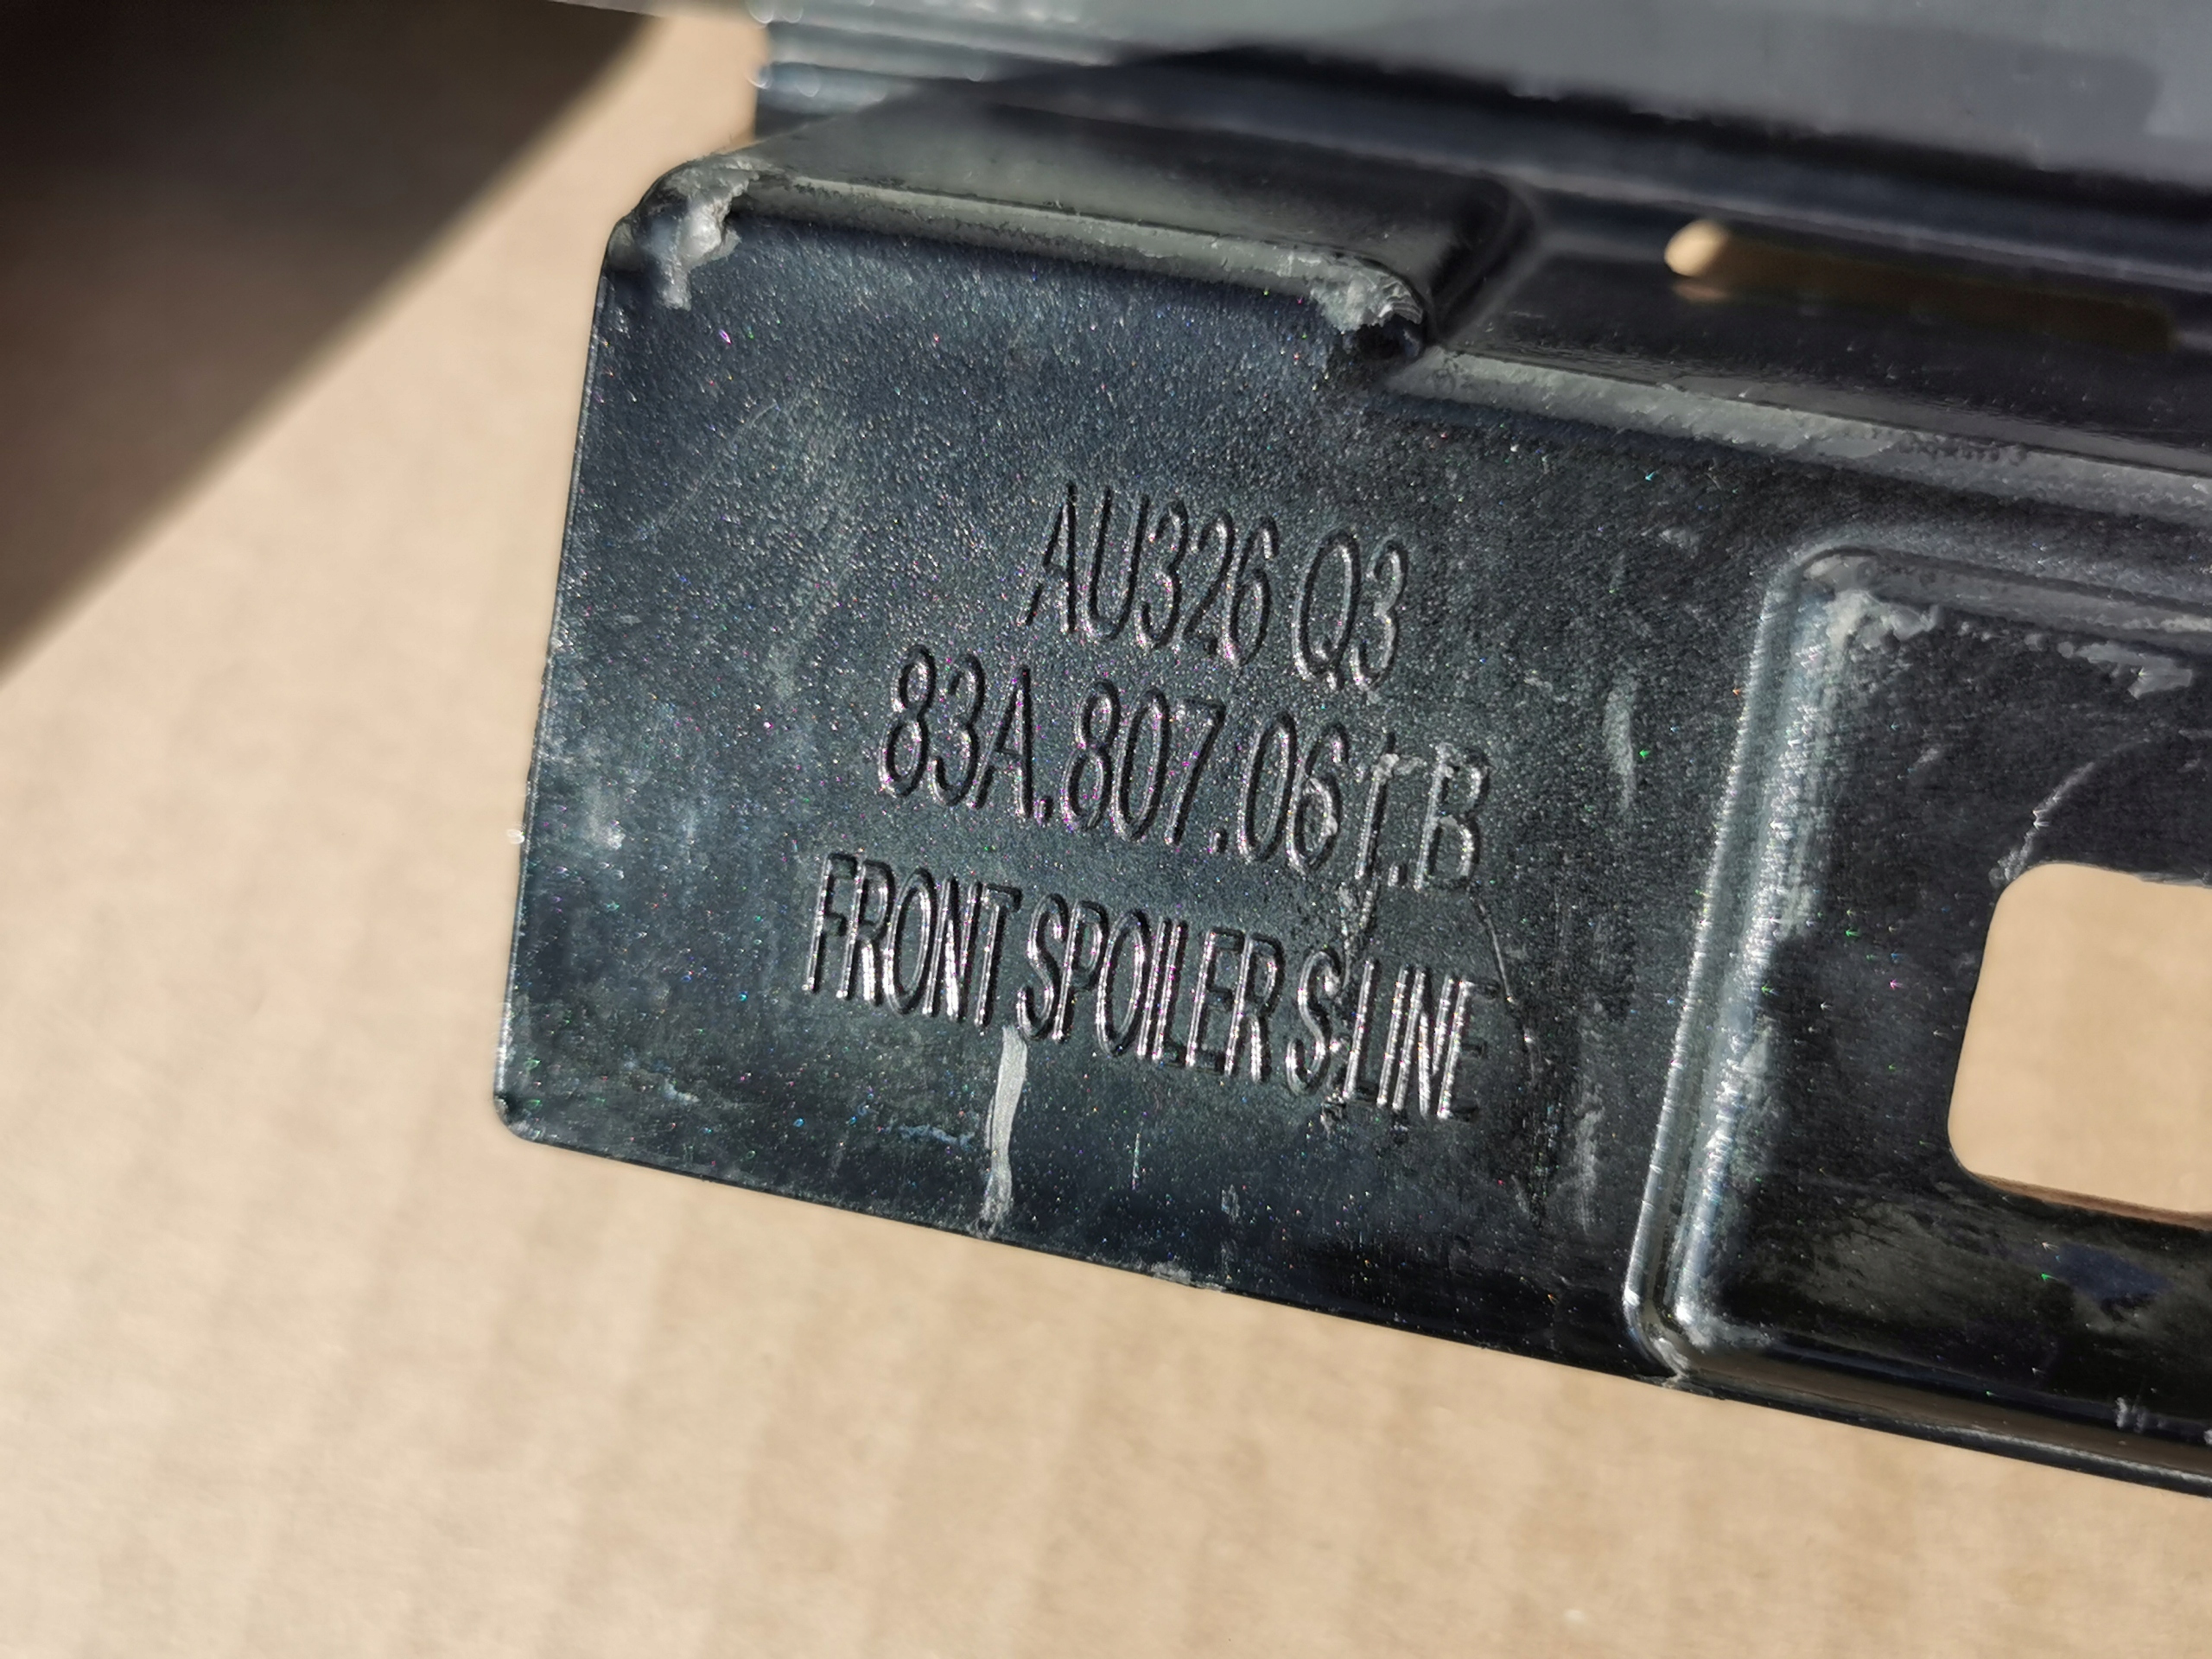 AU326 Q3
83A.807.061.B
FRONT SPOILER S-LINE